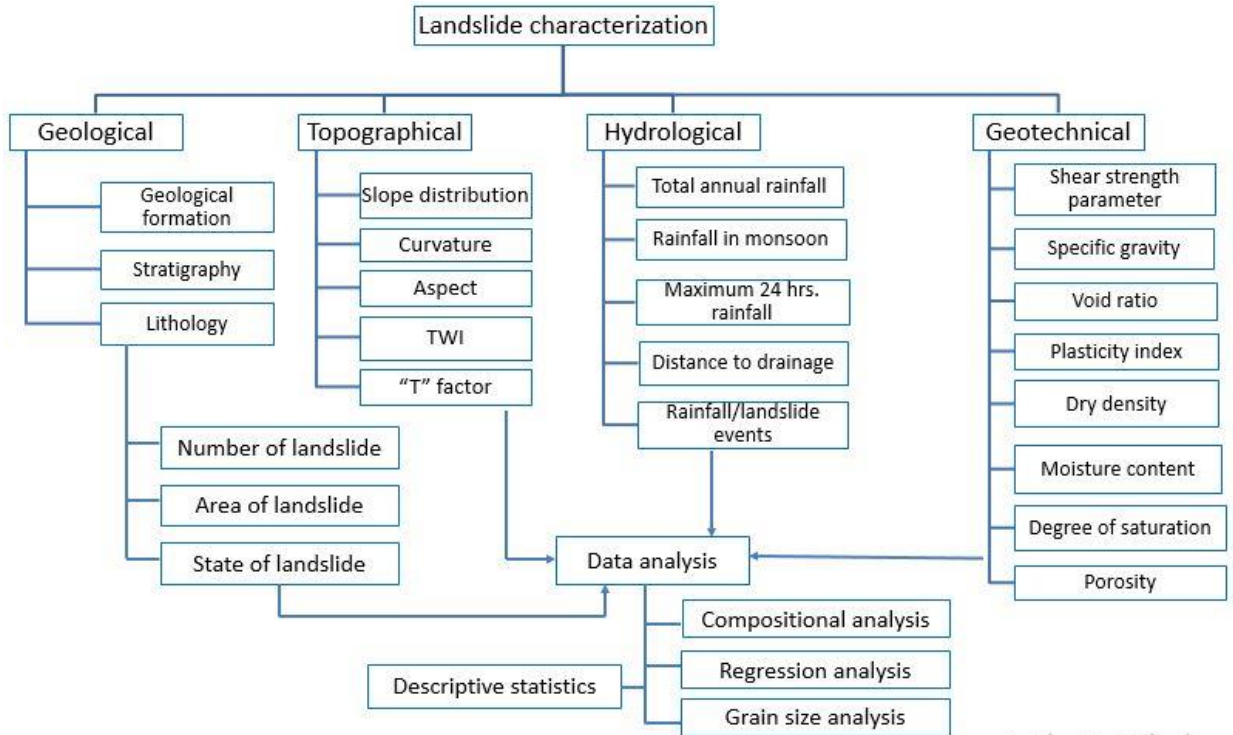 Landslide characterization
Geological
Topographical
Hydrological
Geotechnical
Geological
formation
Stratigraphy
Lithology
Number of landslide
Area of landslide
State of landslide
Slope distribution
Curvature
Aspect
TWI
“T” factor
Total annual rainfall
Rainfall in monsoon
Maximum 24 hrs.
rainfall
Distance to drainage
Rainfall/landslide
events
Shear strength
parameter
Specific gravity
Void ratio
Plasticity index
Dry density
Moisture content
Degree of saturation
Porosity
Data analysis
Compositional analysis
Regression analysis
Descriptive statistics
Grain size analysis